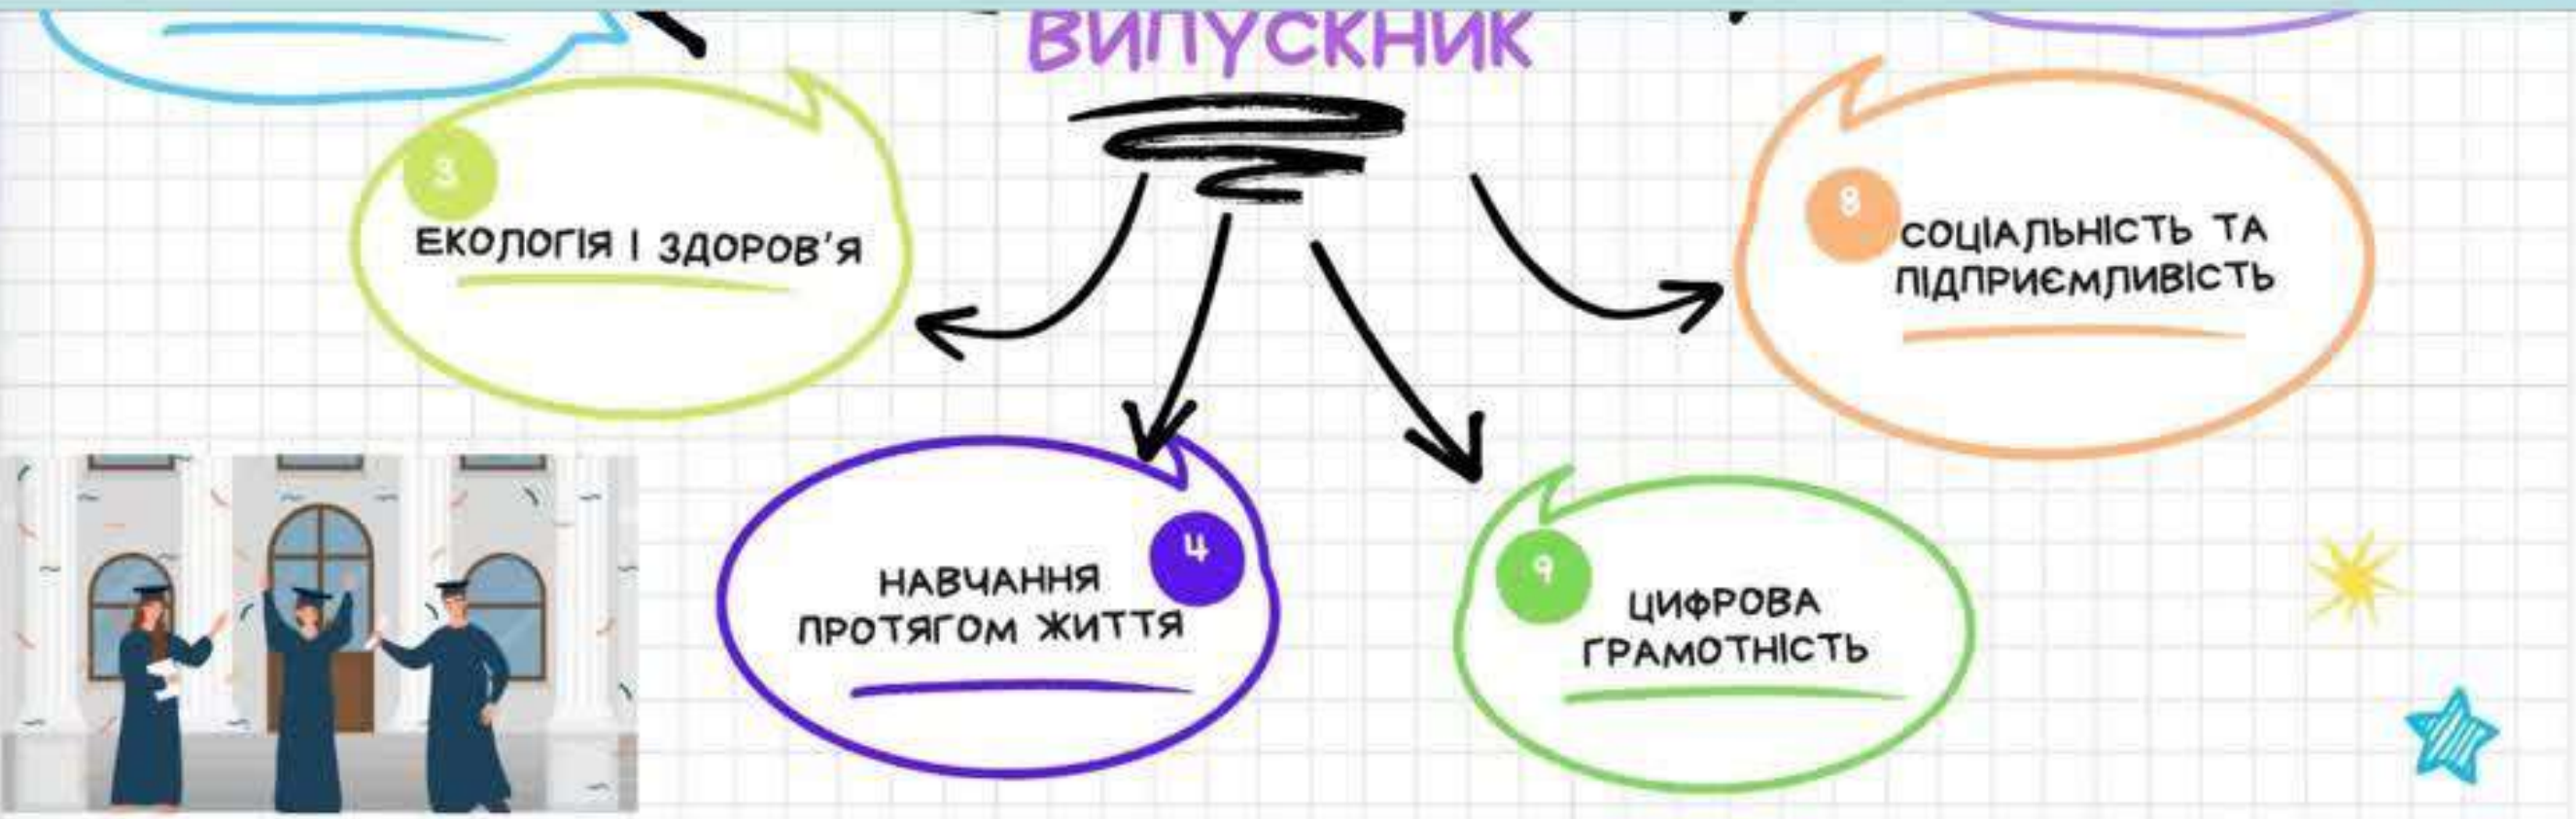 ВИПУСКНИК
3
ЕКОЛОГІЯ І ЗДОРОВ'Я
8
СОЦІАЛЬНІСТЬ ТА
ПІДПРИЄМЛИВІСТЬ
4
НАВЧАННЯ
ПРОТЯГОМ ЖИТТЯ
9
ЦИФРОВА
ГРАМОТНІСТЬ